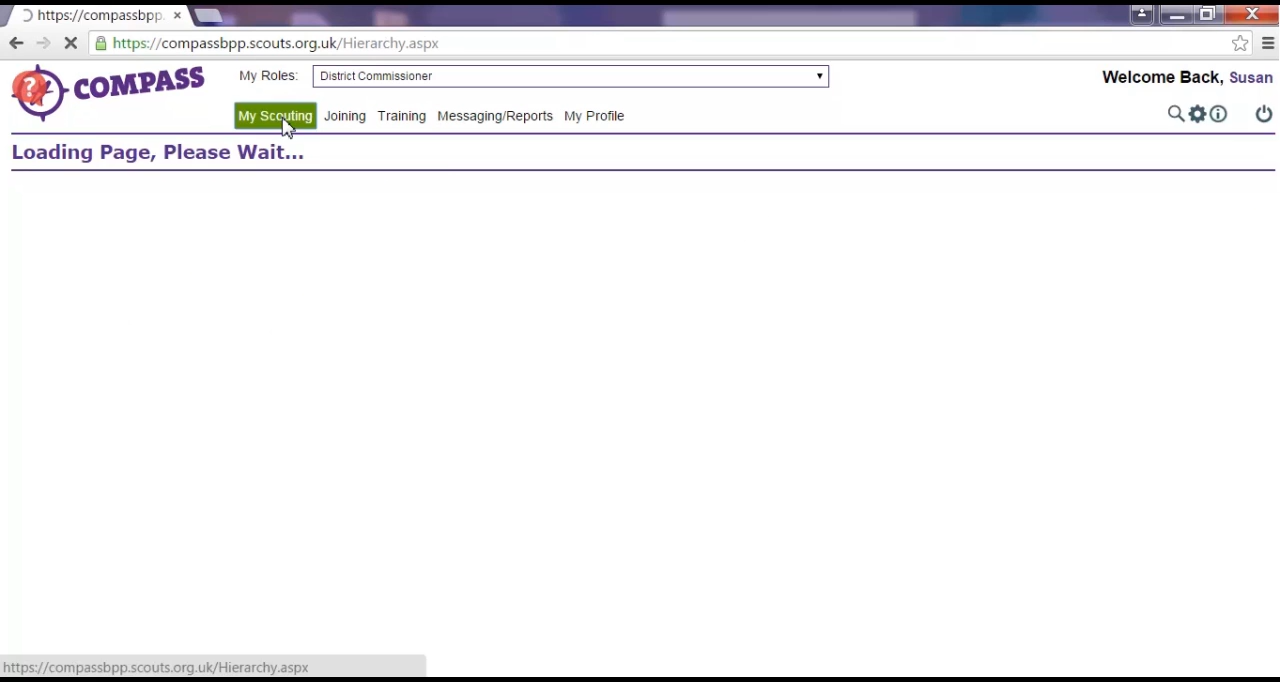 https://compassbpp.
https://compassbpp.scouts.org.uk/Hierarchy.aspx
COMPASS
My Roles: District Commissioner
Welcome Back, Susan
My Scouting Joining Training Messaging/Reports My Profile
Loading Page, Please Wait...
https://compassbpp.scouts.org.uk/Hierarchy.aspx